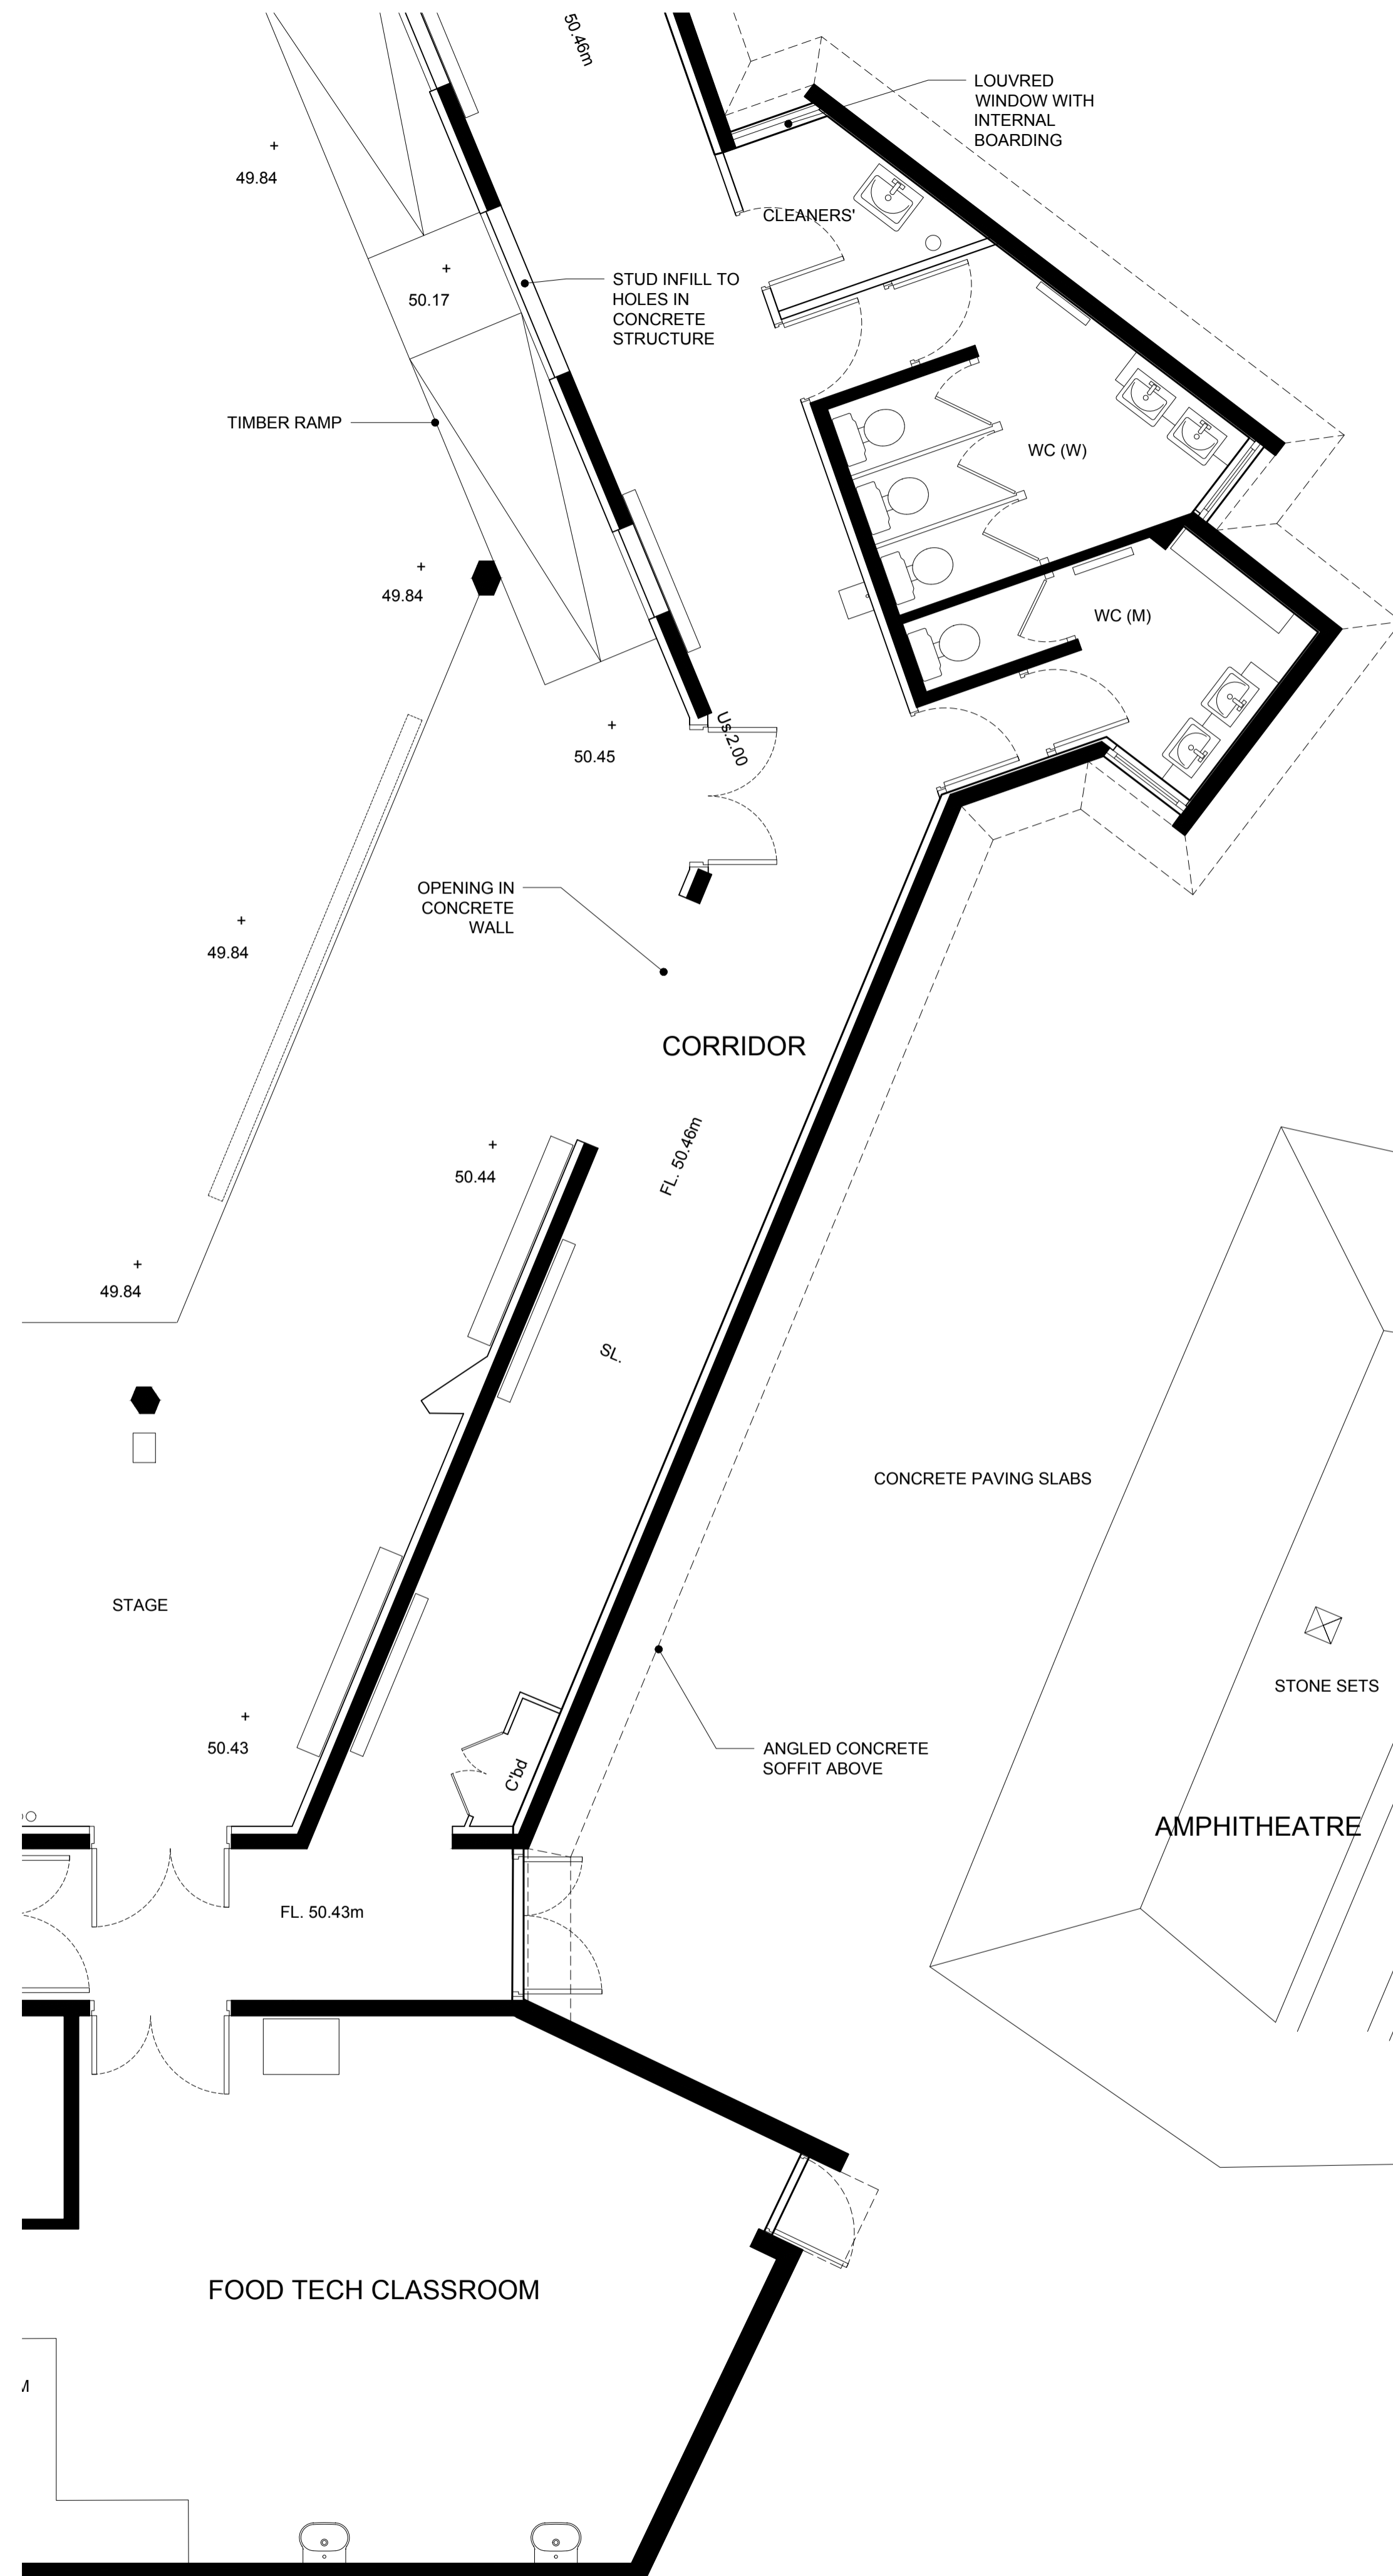 50.46m
LOUVRED
WINDOW WITH
INTERNAL
BOARDING
49.84
CLEANERS'
50.17
STUD INFILL TO
HOLES IN
CONCRETE
STRUCTURE
TIMBER RAMP
WC (W)
49.84
WC (M)
Us.2.00
50.45
OPENING IN
CONCRETE
WALL
49.84
CORRIDOR
FL. 50.46m
50.44
49.84
SL.
CONCRETE PAVING SLABS
STAGE
STONE SETS
50.43
ANGLED CONCRETE
SOFFIT ABOVE
C'bd
AMPHITHEATRE
FL. 50.43m
FOOD TECH CLASSROOM